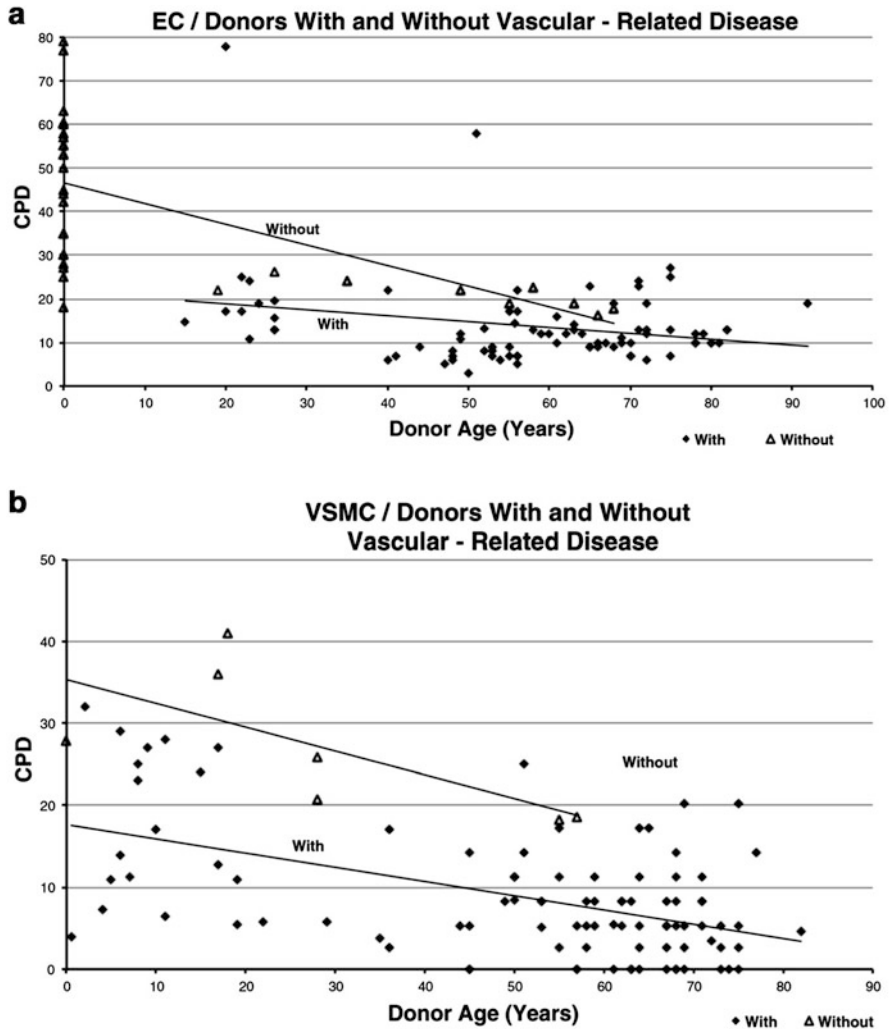 a
EC / Donors With and Without Vascular - Related Disease
80
70
60
50
40
30
20
10
0
CPD
Without
With
0 10 20 30 40 50 60 70 80 90 100
Donor Age (Years)
With Without
b
VSMC / Donors With and Without
Vascular - Related Disease
50
40
30
20
10
0
CPD
Without
With
0 10 20 30 40 50 60 70 80 90
Donor Age (Years)
With Without